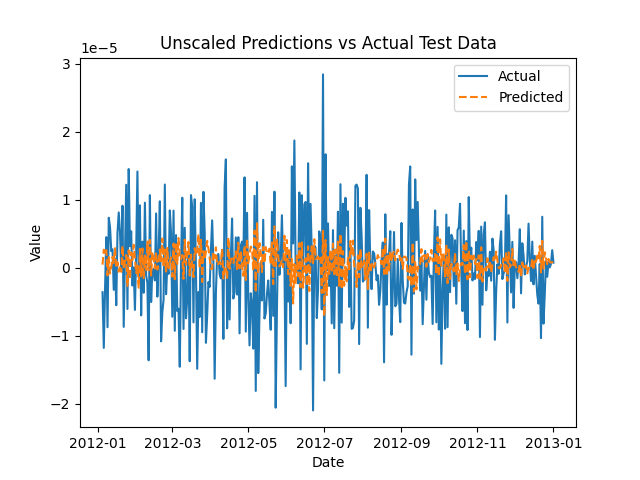 Unscaled Predictions vs Actual Test Data
1e−5
3
2
1
0
−1
−2
Value
Actual
Predicted
2012-01
2012-03
2012-05
2012-07
2012-09
2012-11
2013-01
Date